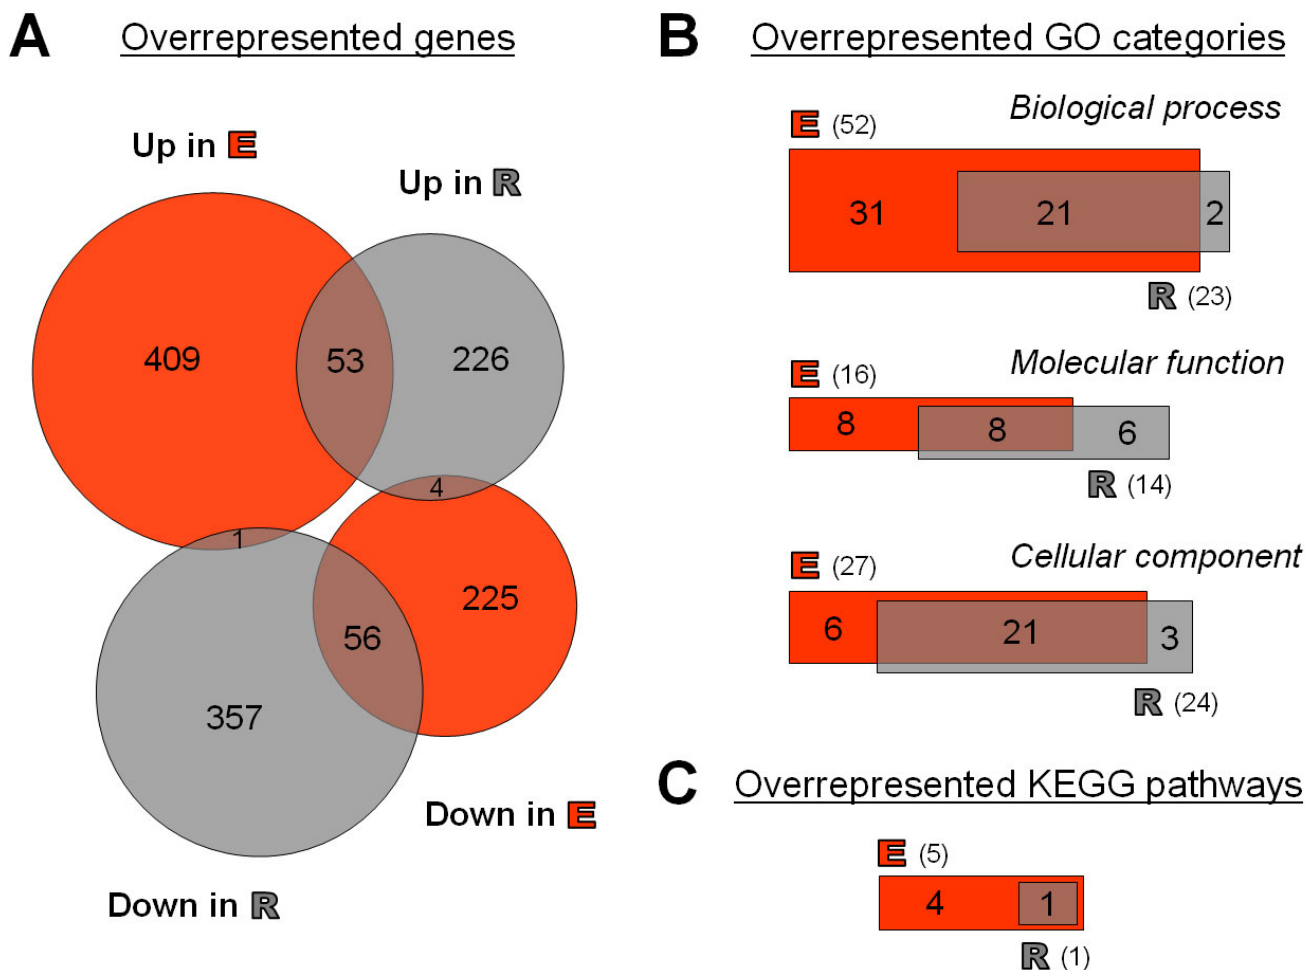 A
Overrepresented genes
Up in E
Up in R
409
53
226
4
1
225
56
357
Down in E
Down in R
B
Overrepresented GO categories
Biological process
E (52)
31
21
2
R (23)
Molecular function
E (16)
8
8
6
R (14)
Cellular component
E (27)
6
21
3
R (24)
C
Overrepresented KEGG pathways
E (5)
4
1
R (1)